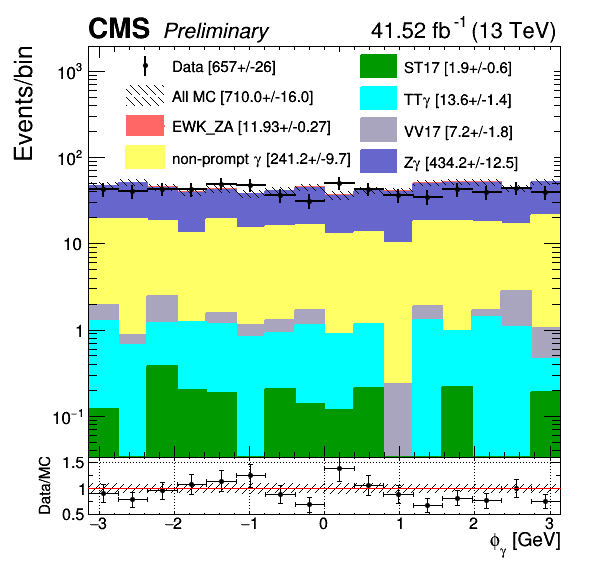 CMS Preliminary 41.52 fb⁻¹ (13 TeV)
Events/bin
Data [657+/-26]
All MC [710.0+/-16.0]
EWK_ZA [11.93+/-0.27]
non-prompt γ [241.2+/-9.7]
ST17 [1.9+/-0.6]
TTγ [13.6+/-1.4]
VV17 [7.2+/-1.8]
Zγ [434.2+/-12.5]
10³
10²
10
1
10⁻¹
Data/MC
1.5
1
0.5
−3 −2 −1 0 1 2 3
ϕγ [GeV]